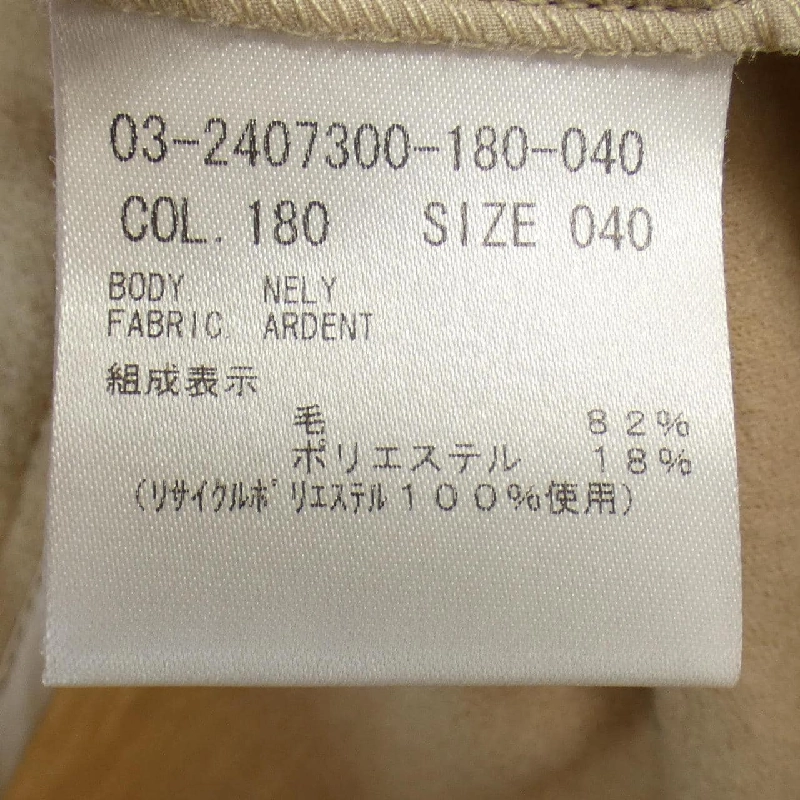 03-2407300-180-040
COL. 180 SIZE 040
BODY. NELY
FABRIC. ARDENT
組成表示
毛 82%
ポリエステル 18%
(リサイクルポリエステル100%使用)